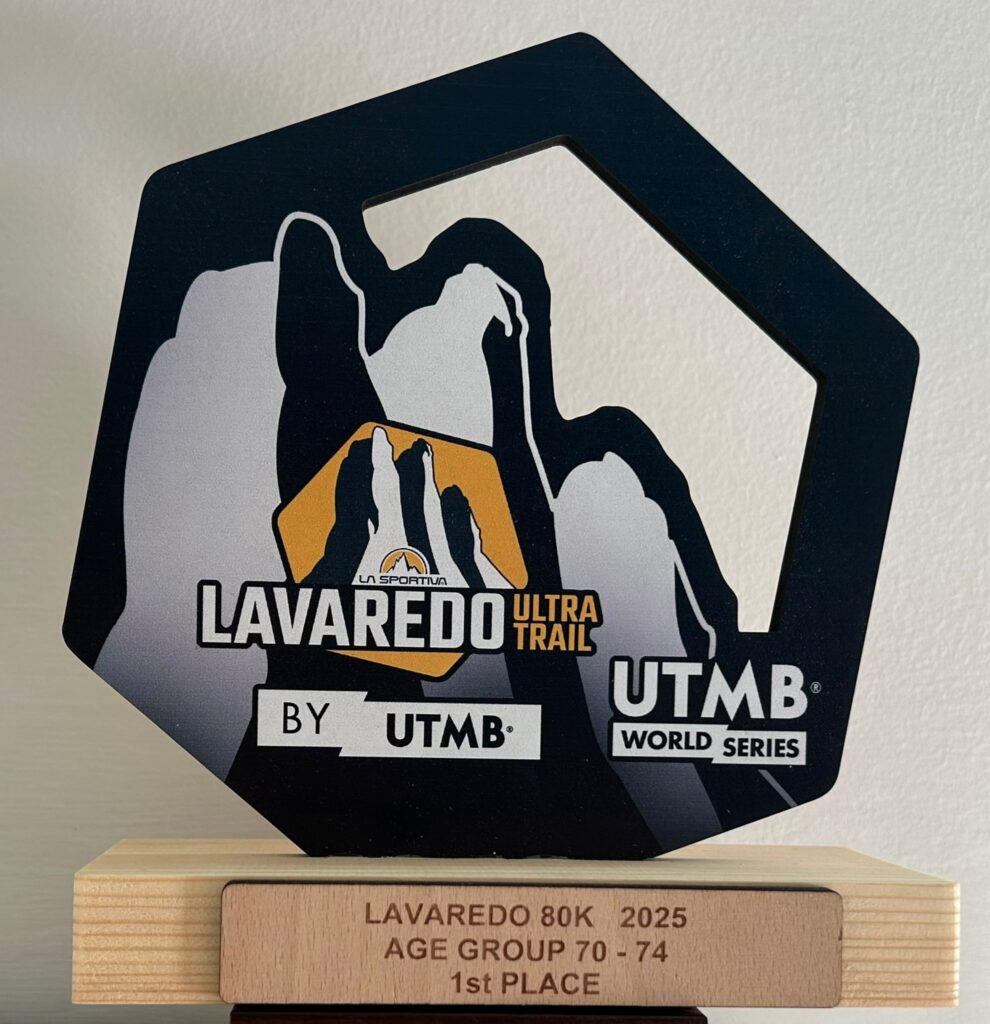 LA SPORTIVA
LAVAREDO ULTRA
TRAIL
BY UTMB®
UTMB®
WORLD SERIES
LAVAREDO 80K 2025
AGE GROUP 70 - 74
1st PLACE